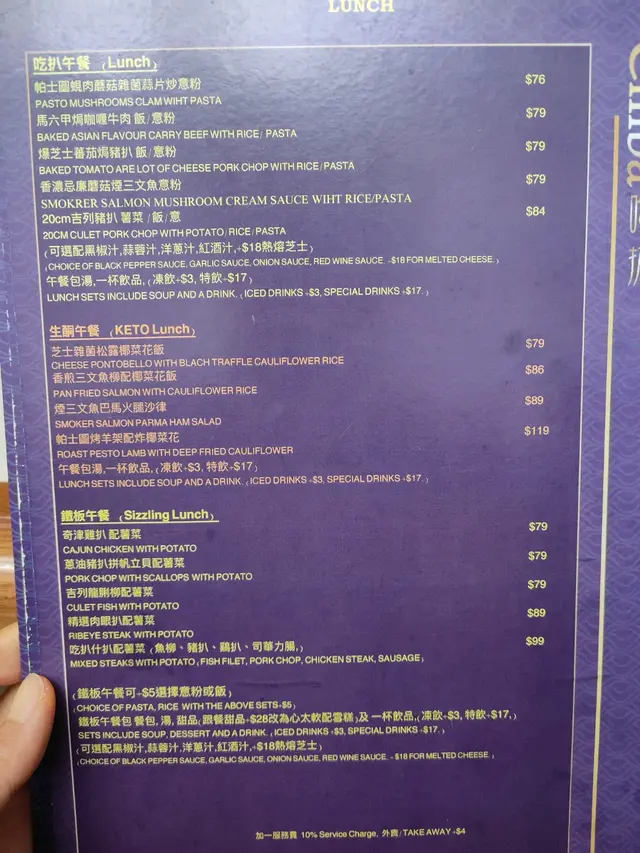 LUNCH
吃扒午餐 (Lunch)
帕士圖蜆肉蘑菇雜菌蒜片炒意粉 $76
PASTO MUSHROOMS CLAM WIHT PASTA
馬六甲焗咖喱牛肉 飯/意粉 $79
BAKED ASIAN FLAVOUR CARRY BEEF WITH RICE/ PASTA
爆芝士蕃茄焗豬扒 飯/意粉 $79
BAKED TOMATO ARE LOT OF CHEESE PORK CHOP WITH RICE/PASTA
香濃忌廉蘑菇煙三文魚意粉 $79
SMOKRER SALMON MUSHROOM CREAM SAUCE WIHT RICE/PASTA
20cm吉列豬扒 薯菜 /飯/意 $84
20CM CULET PORK CHOP WITH POTATO/RICE/PASTA
(可選配黑椒汁,蒜蓉汁,洋蔥汁,紅酒汁,+$18熱熔芝士)
(CHOICE OF BLACK PEPPER SAUCE, GARLIC SAUCE, ONION SAUCE, RED WINE SAUCE. +$18 FOR MELTED CHEESE.)
午餐包湯,一杯飲品,(凍飲+$3, 特飲+$17)
LUNCH SETS INCLUDE SOUP AND A DRINK. (ICED DRINKS +$3, SPECIAL DRINKS +$17.)
生酮午餐 (KETO Lunch)
芝士雜菌松露椰菜花飯 $79
CHEESE PONTOBELLO WITH BLACH TRAFFLE CAULIFLOWER RICE
香煎三文魚柳配椰菜花飯 $86
PAN FRIED SALMON WITH CAULIFLOWER RICE
煙三文魚巴馬火腿沙律 $89
SMOKER SALMON PARMA HAM SALAD
帕士圖烤羊架配炸椰菜花 $119
ROAST PESTO LAMB WITH DEEP FRIED CAULIFLOWER
午餐包湯,一杯飲品,(凍飲+$3, 特飲+$17)
LUNCH SETS INCLUDE SOUP AND A DRINK. (ICED DRINKS +$3, SPECIAL DRINKS +$17.)
鐵板午餐 (Sizzling Lunch)
奇津雞扒 配薯菜 $79
CAJUN CHICKEN WITH POTATO
蔥油豬扒拼帆立貝配薯菜 $79
PORK CHOP WITH SCALLOPS WITH POTATO
吉列龍脷柳配薯菜 $79
CULET FISH WITH POTATO
精選肉眼扒配薯菜 $89
RIBEYE STEAK WITH POTATO
吃扒什扒配薯菜 (魚柳、豬扒、鷄扒、司華力腸,) $99
MIXED STEAKS WITH POTATO (FISH FILET, PORK CHOP, CHICKEN STEAK, SAUSAGE)
(鐵板午餐可+$5選擇意粉或飯)
(CHOICE OF PASTA, RICE WITH THE ABOVE SETS+$5)
鐵板午餐包 餐包, 湯, 甜品(跟餐甜品+$28改為心太軟配雪糕)及 一杯飲品,(凍飲+$3, 特飲+$17,)
SETS INCLUDE SOUP, DESSERT AND A DRINK. (ICED DRINKS +$3, SPECIAL DRINKS +$17.)
(可選配黑椒汁,蒜蓉汁,洋蔥汁,紅酒汁,+$18熱熔芝士)
(CHOICE OF BLACK PEPPER SAUCE, GARLIC SAUCE, ONION SAUCE, RED WINE SAUCE. +$18 FOR MELTED CHEESE.)
加一服務費 10% Service Charge, 外賣/TAKE AWAY +$4